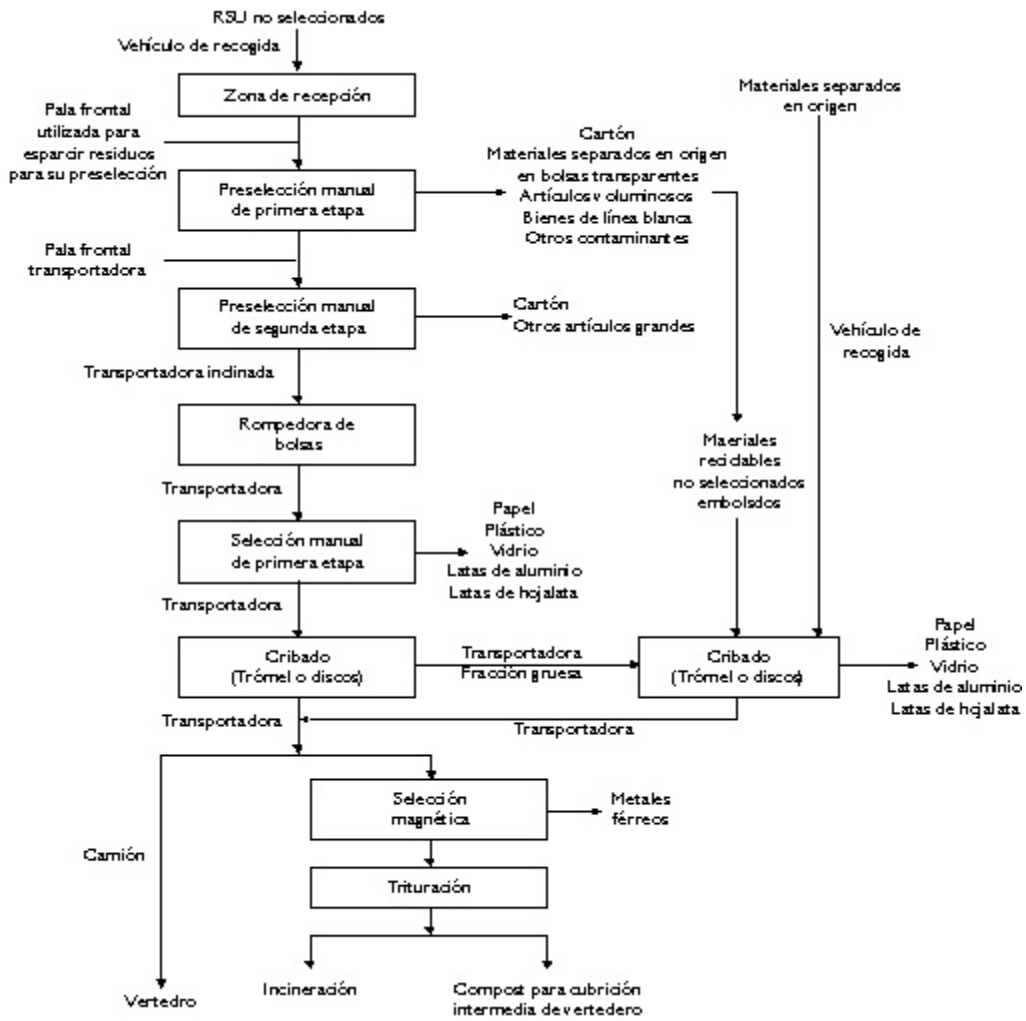 RSU no seleccionados
Vehículo de recogida
Zona de recepción
Materiales separados
en origen
Pala frontal
utilizada para
esparcir residuos
para su preselección
Cartón
Materiales separados en origen
en bolsas transparentes
Artículos voluminosos
Bienes de línea blanca
Otros contaminantes
Preselección manual
de primera etapa
Pala frontal
transportadora
Preselección manual
de segunda etapa
Cartón
Otros artículos grandes
Vehículo de
recogida
Transportadora inclinada
Rompedora de
bolsas
Maeriales
reciclables
no seleccionados
embolsdos
Transportadora
Papel
Plástico
Vidrio
Latas de aluminio
Latas de hojalata
Selección manual
de primera etapa
Transportadora
Cribado
(Trómel o discos)
Transportadora
Fracción gruesa
Cribado
(Trómel o discos)
Papel
Plástico
Vidrio
Latas de aluminio
Latas de hojalata
Transportadora
Transportadora
Selección
magnética
Metales
férreos
Camión
Trituración
Vertedro
Incineración
Compost para cubrición
intermedia de vertedero